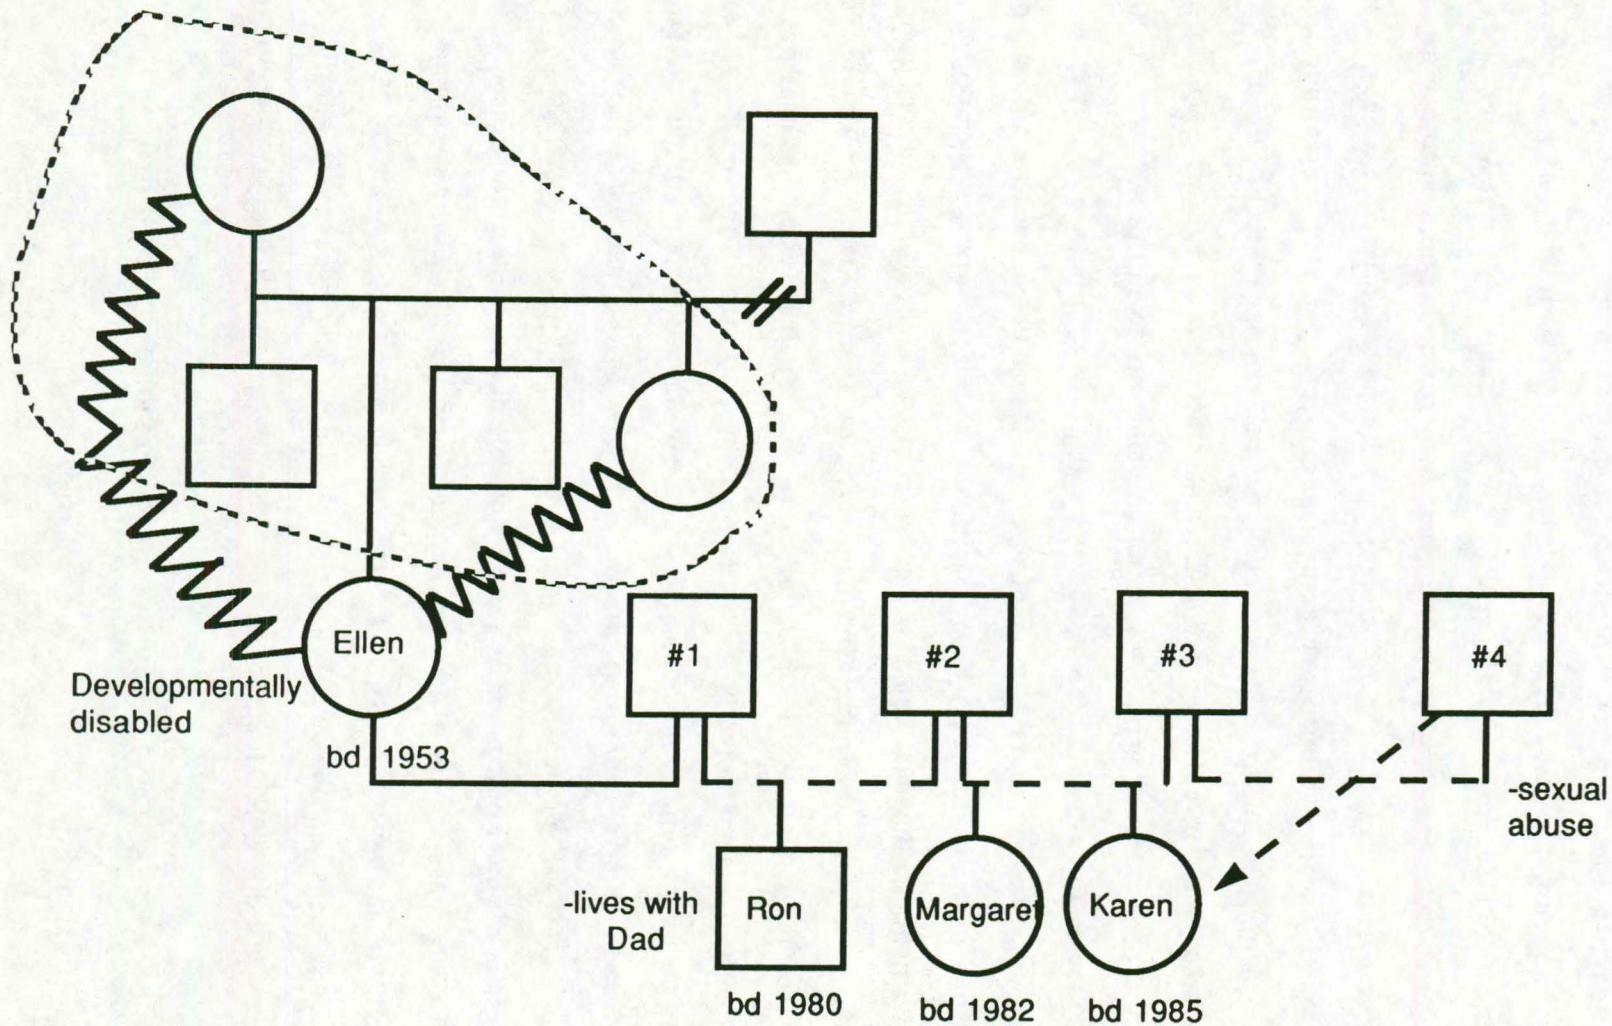 Ellen
#1
#2
#3
#4
Developmentally
disabled
bd 1953
-sexual
abuse
-lives with
Dad
Ron
Margaret
Karen
bd 1980
bd 1982
bd 1985